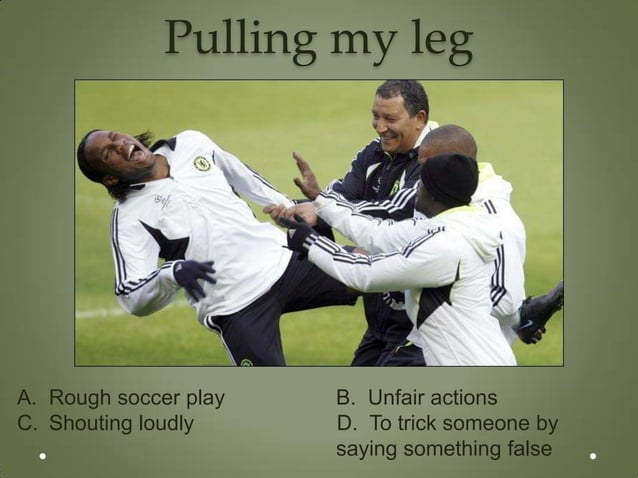 Pulling my leg
A. Rough soccer play
B. Unfair actions
C. Shouting loudly
D. To trick someone by
saying something false